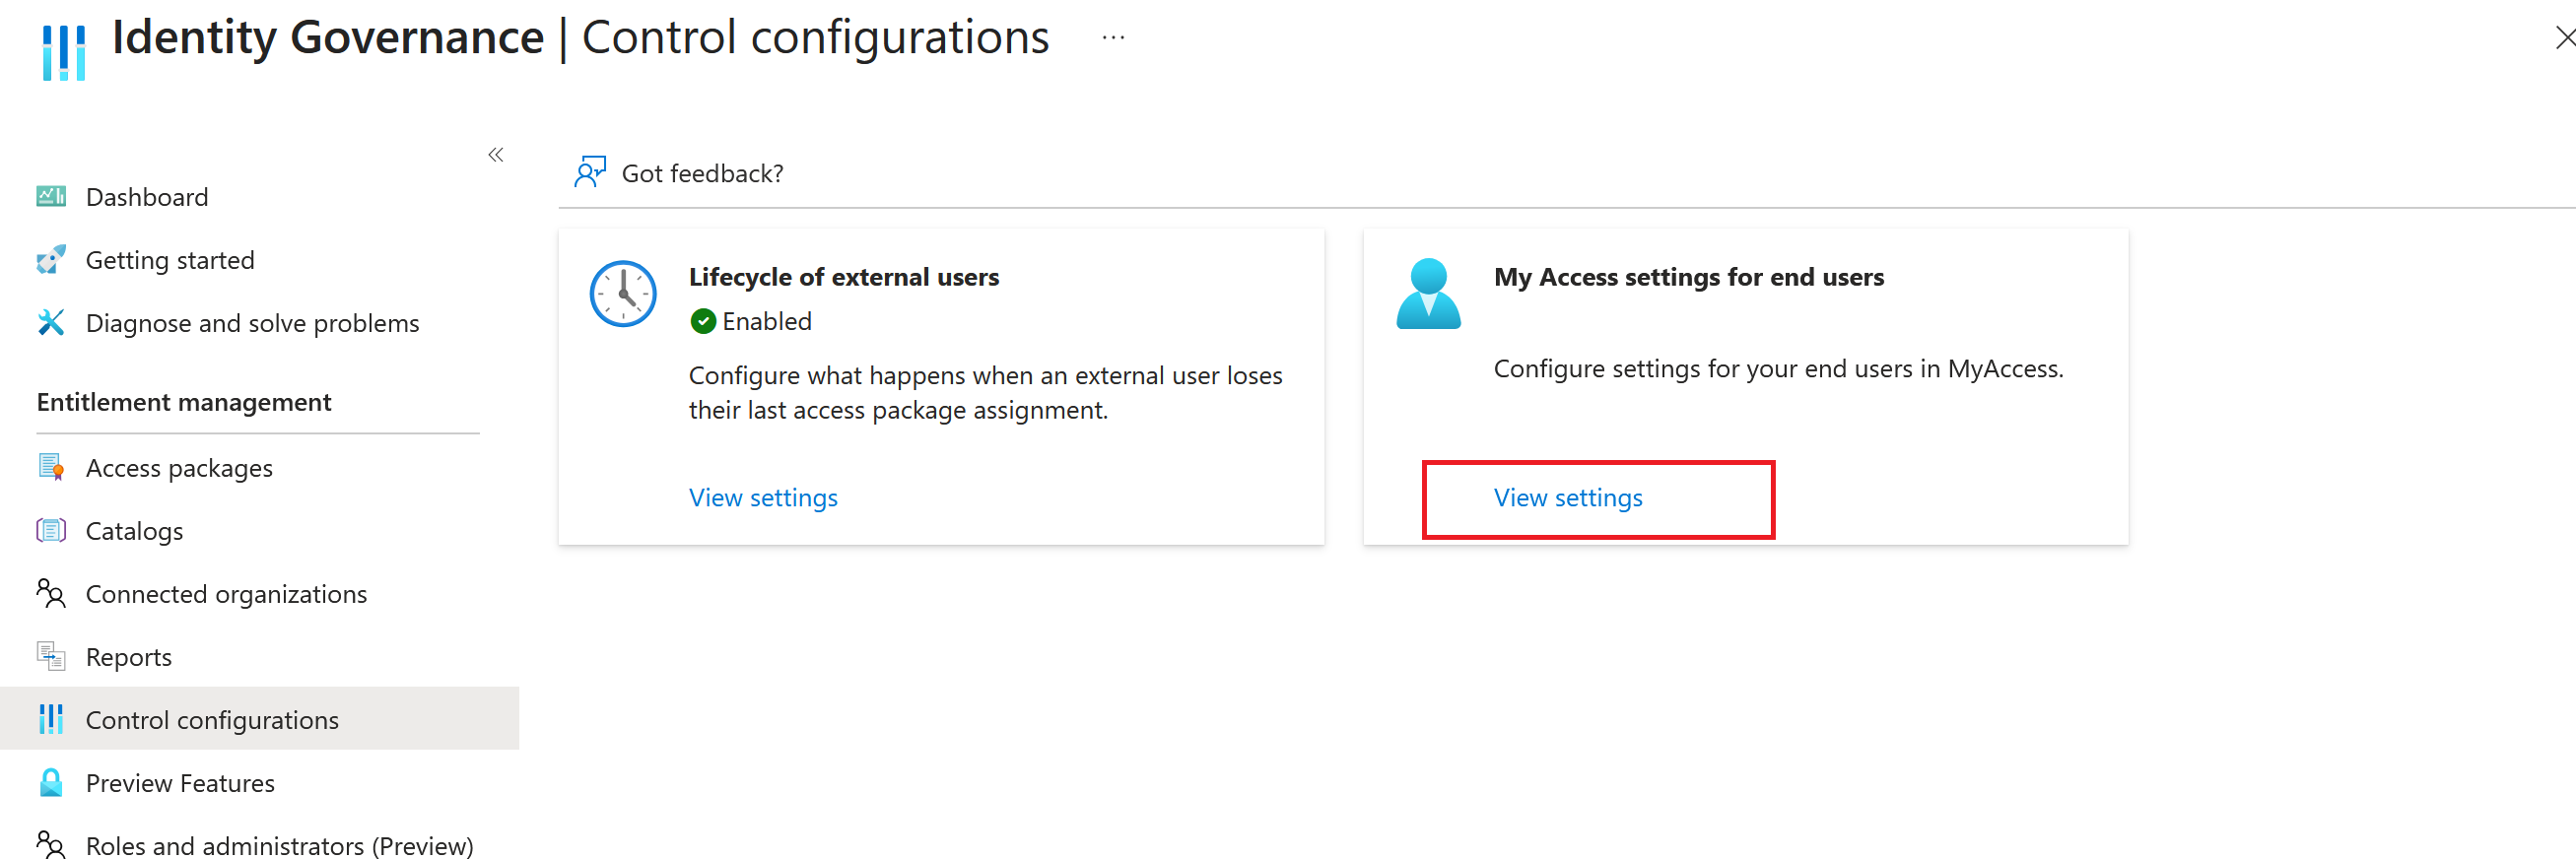 Identity Governance | Control configurations ...
Dashboard
Getting started
Diagnose and solve problems
Entitlement management
Access packages
Catalogs
Connected organizations
Reports
Control configurations
Preview Features
Roles and administrators (Preview)
Got feedback?
Lifecycle of external users
Enabled
Configure what happens when an external user loses
their last access package assignment.
View settings
My Access settings for end users
Configure settings for your end users in MyAccess.
View settings